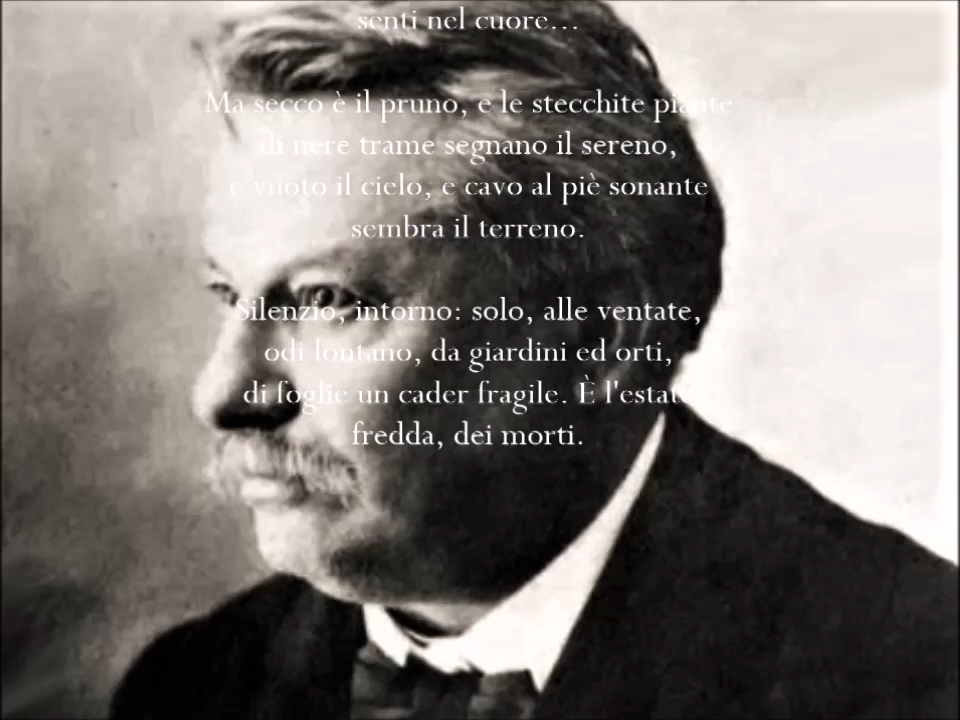 senti nel cuore...
Ma secco è il pruno, e le stecchite piante
di nere trame segnano il sereno,
e vuoto il cielo, e cavo al piè sonante
sembra il terreno.
Silenzio, intorno: solo, alle ventate,
odi lontano, da giardini ed orti,
di foglie un cader fragile. È l'estate
fredda, dei morti.